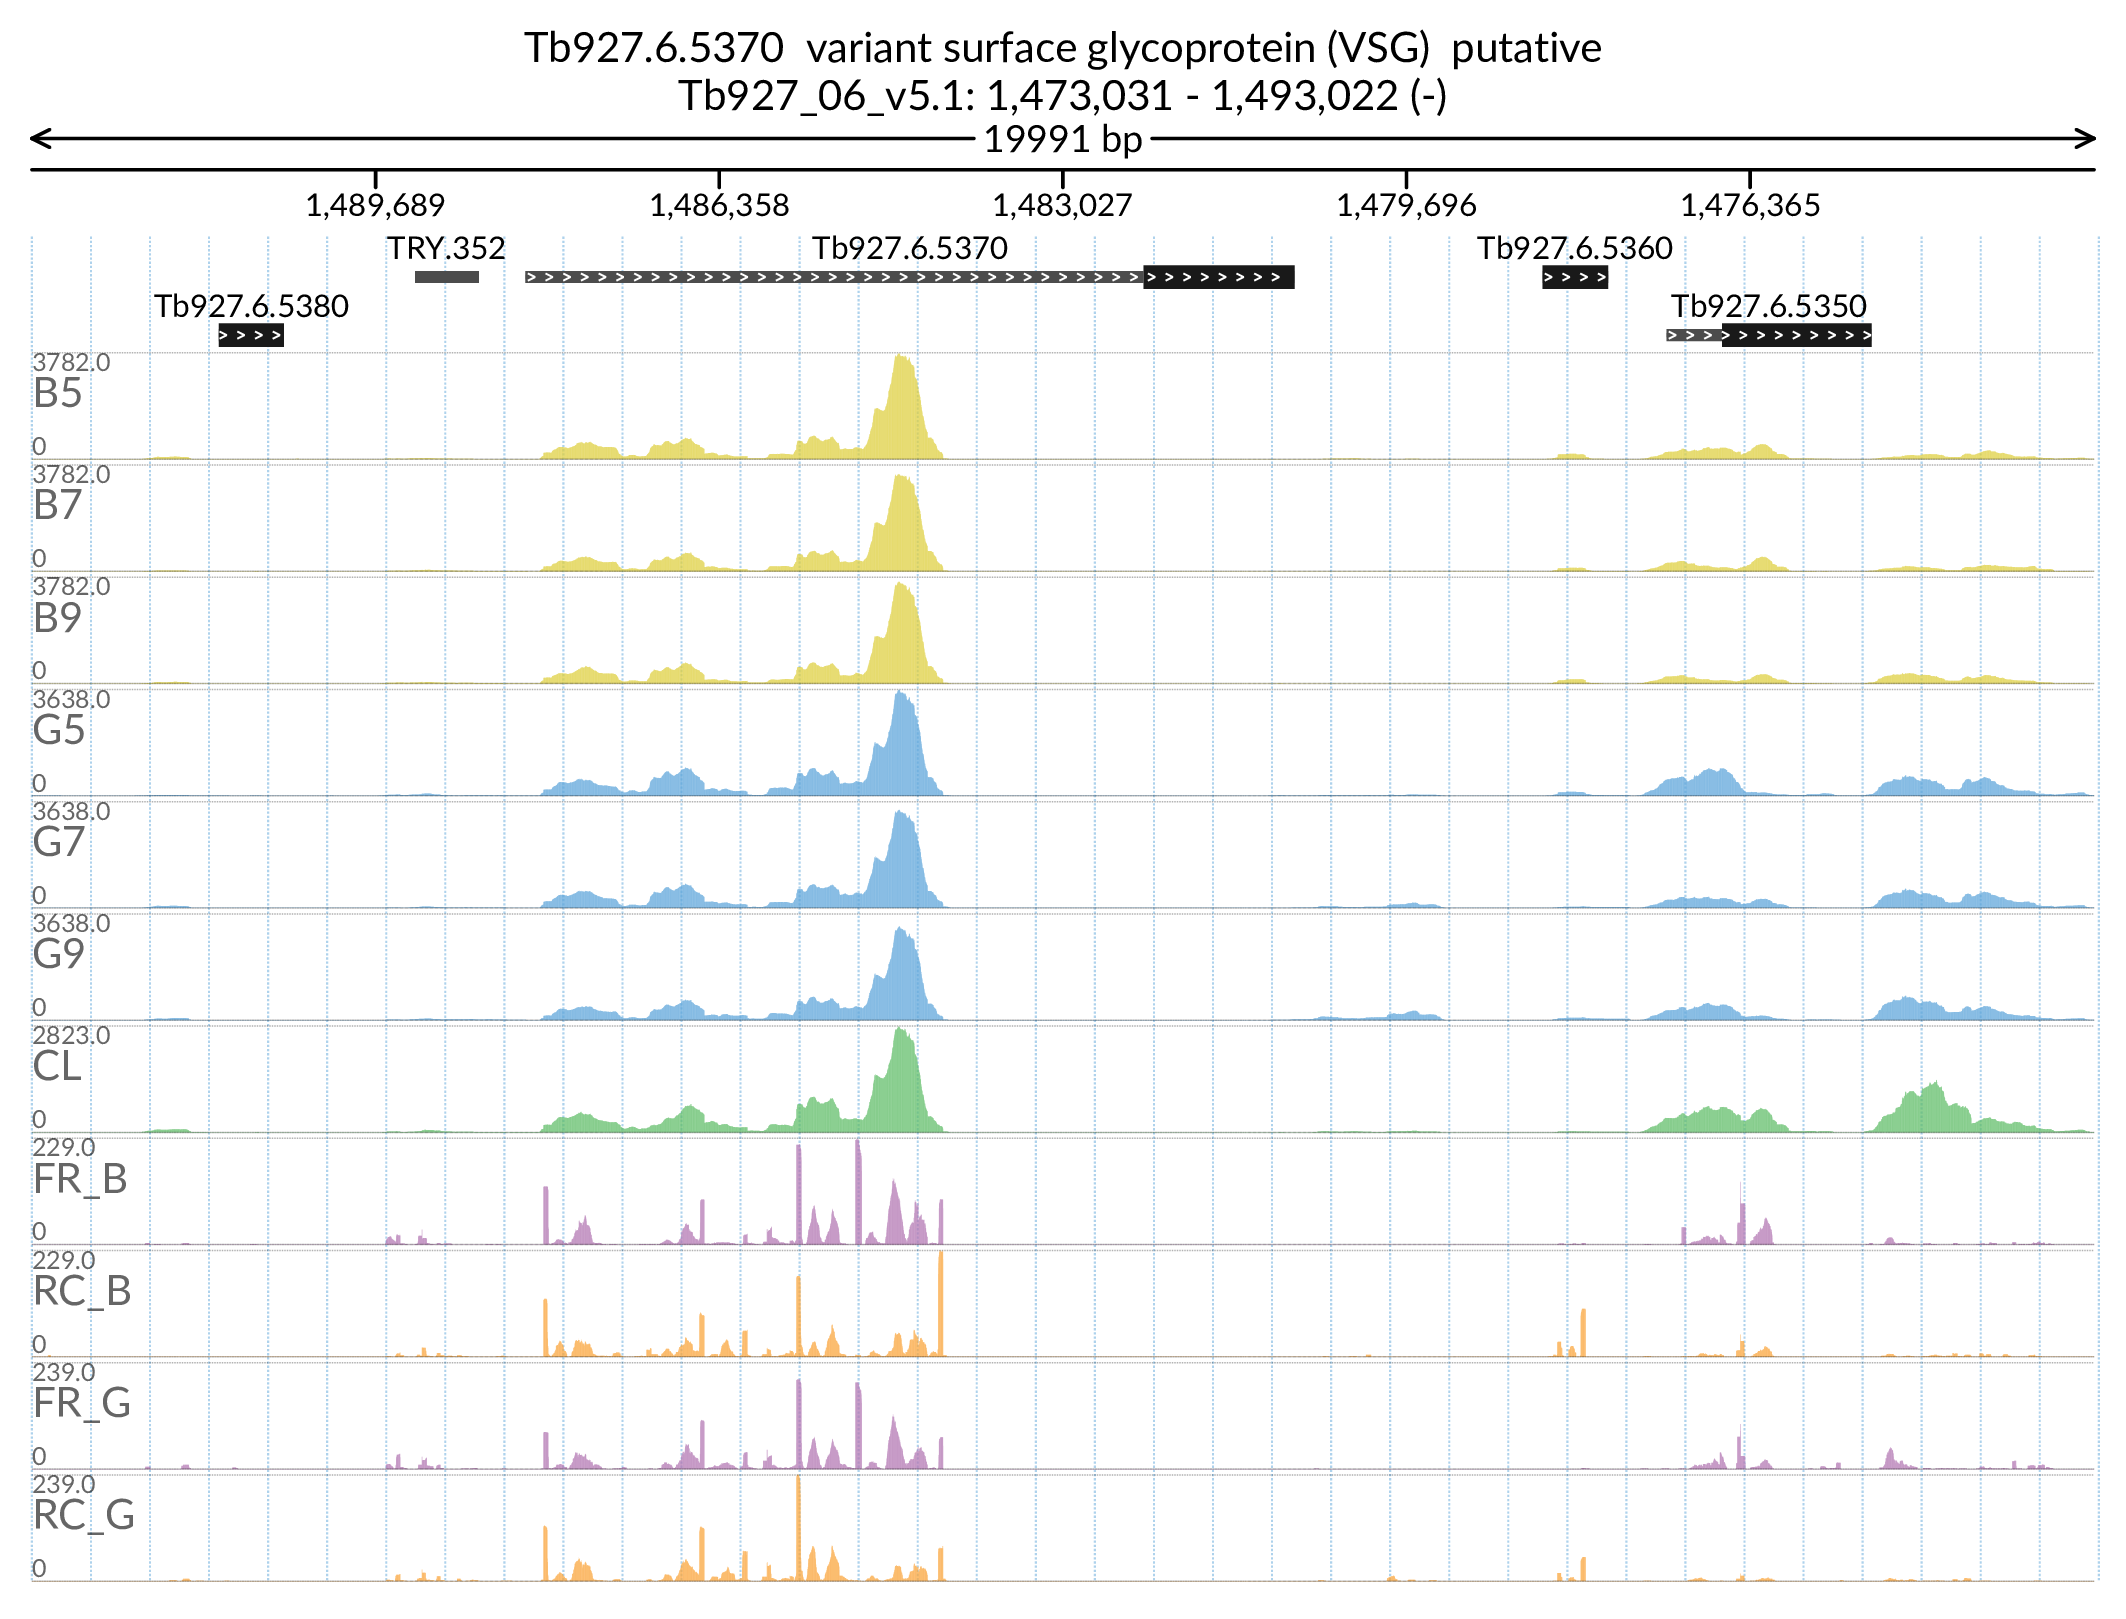 Tb927.6.5370 variant surface glycoprotein (VSG) putative
Tb927_06_v5.1: 1,473,031 - 1,493,022 (-)
19991 bp
1,489,689 1,486,358 1,483,027 1,479,696 1,476,365
TRY.352 Tb927.6.5370 Tb927.6.5360
Tb927.6.5380 Tb927.6.5350
3782.0
B5
0
3782.0
B7
0
3782.0
B9
0
3638.0
G5
0
3638.0
G7
0
3638.0
G9
0
2823.0
CL
0
229.0
FR_B
0
229.0
RC_B
0
239.0
FR_G
0
239.0
RC_G
0